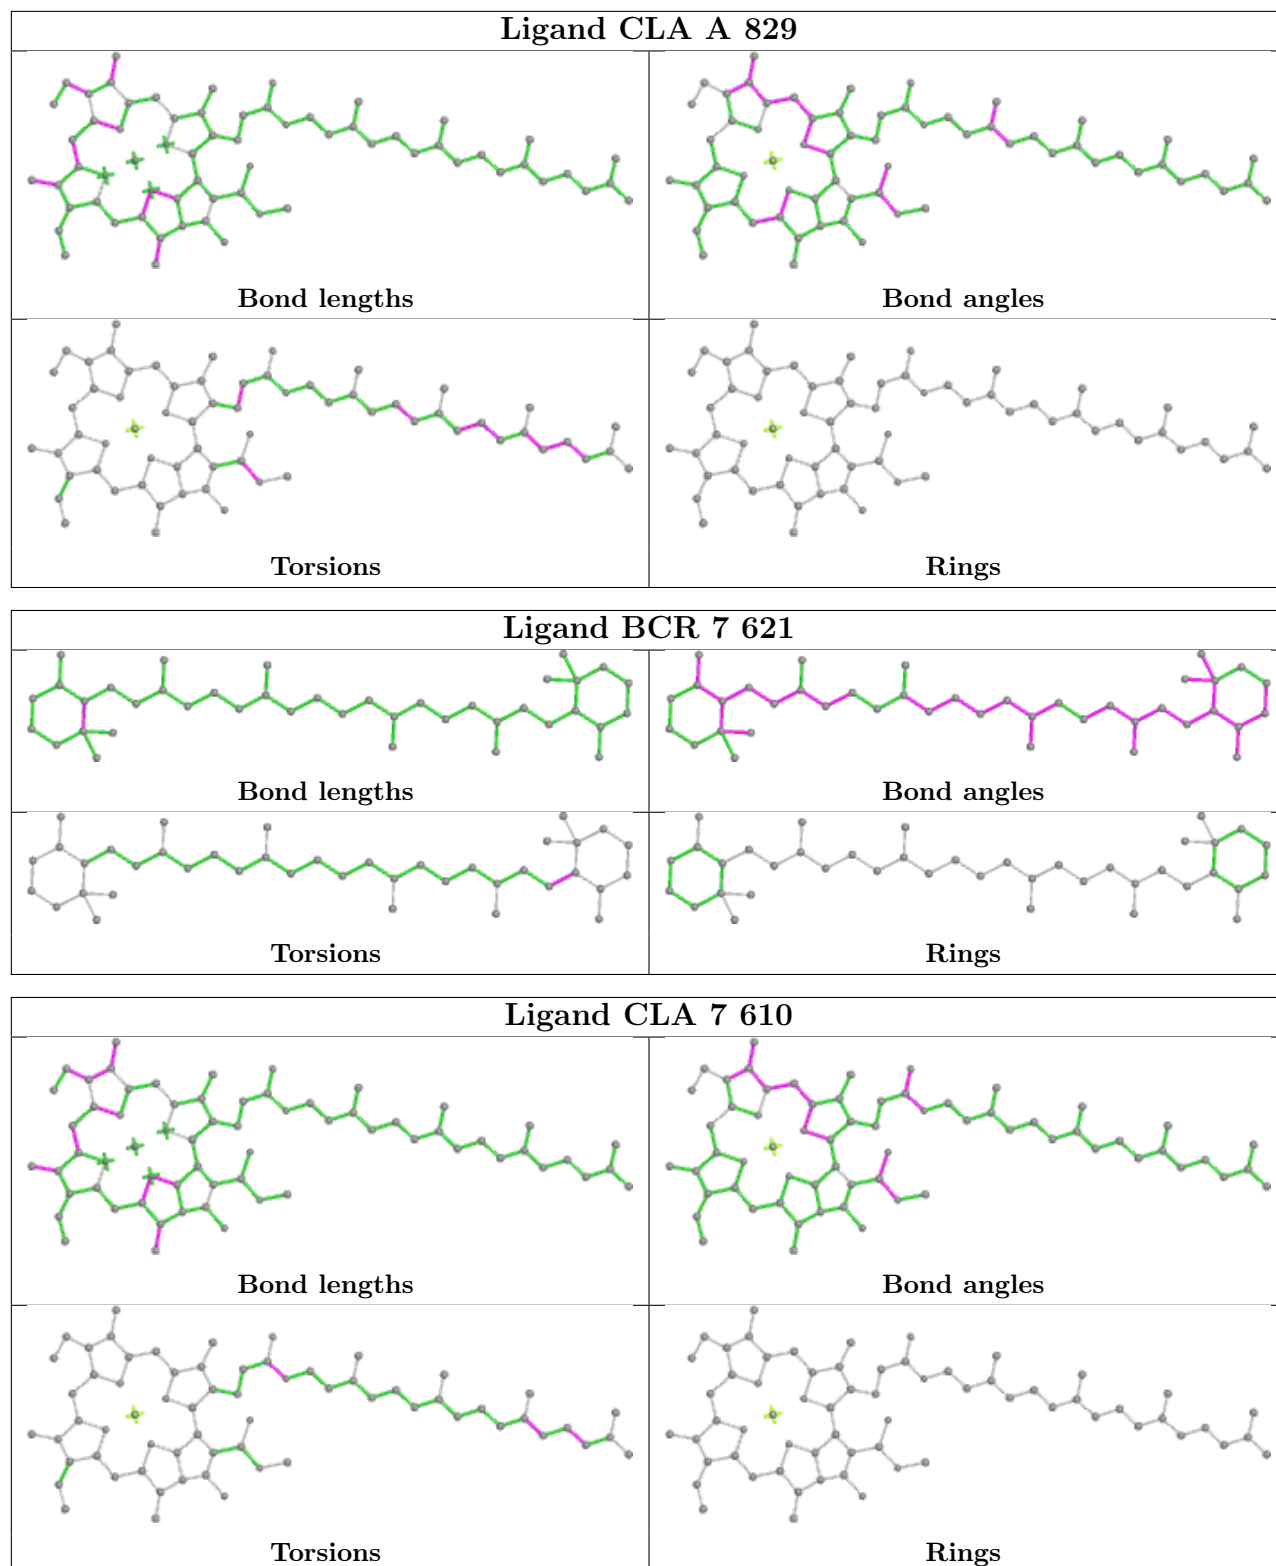 Ligand CLA A 829
Bond lengths
Bond angles
Torsions
Rings
Ligand BCR 7 621
Bond lengths
Bond angles
Torsions
Rings
Ligand CLA 7 610
Bond lengths
Bond angles
Torsions
Rings